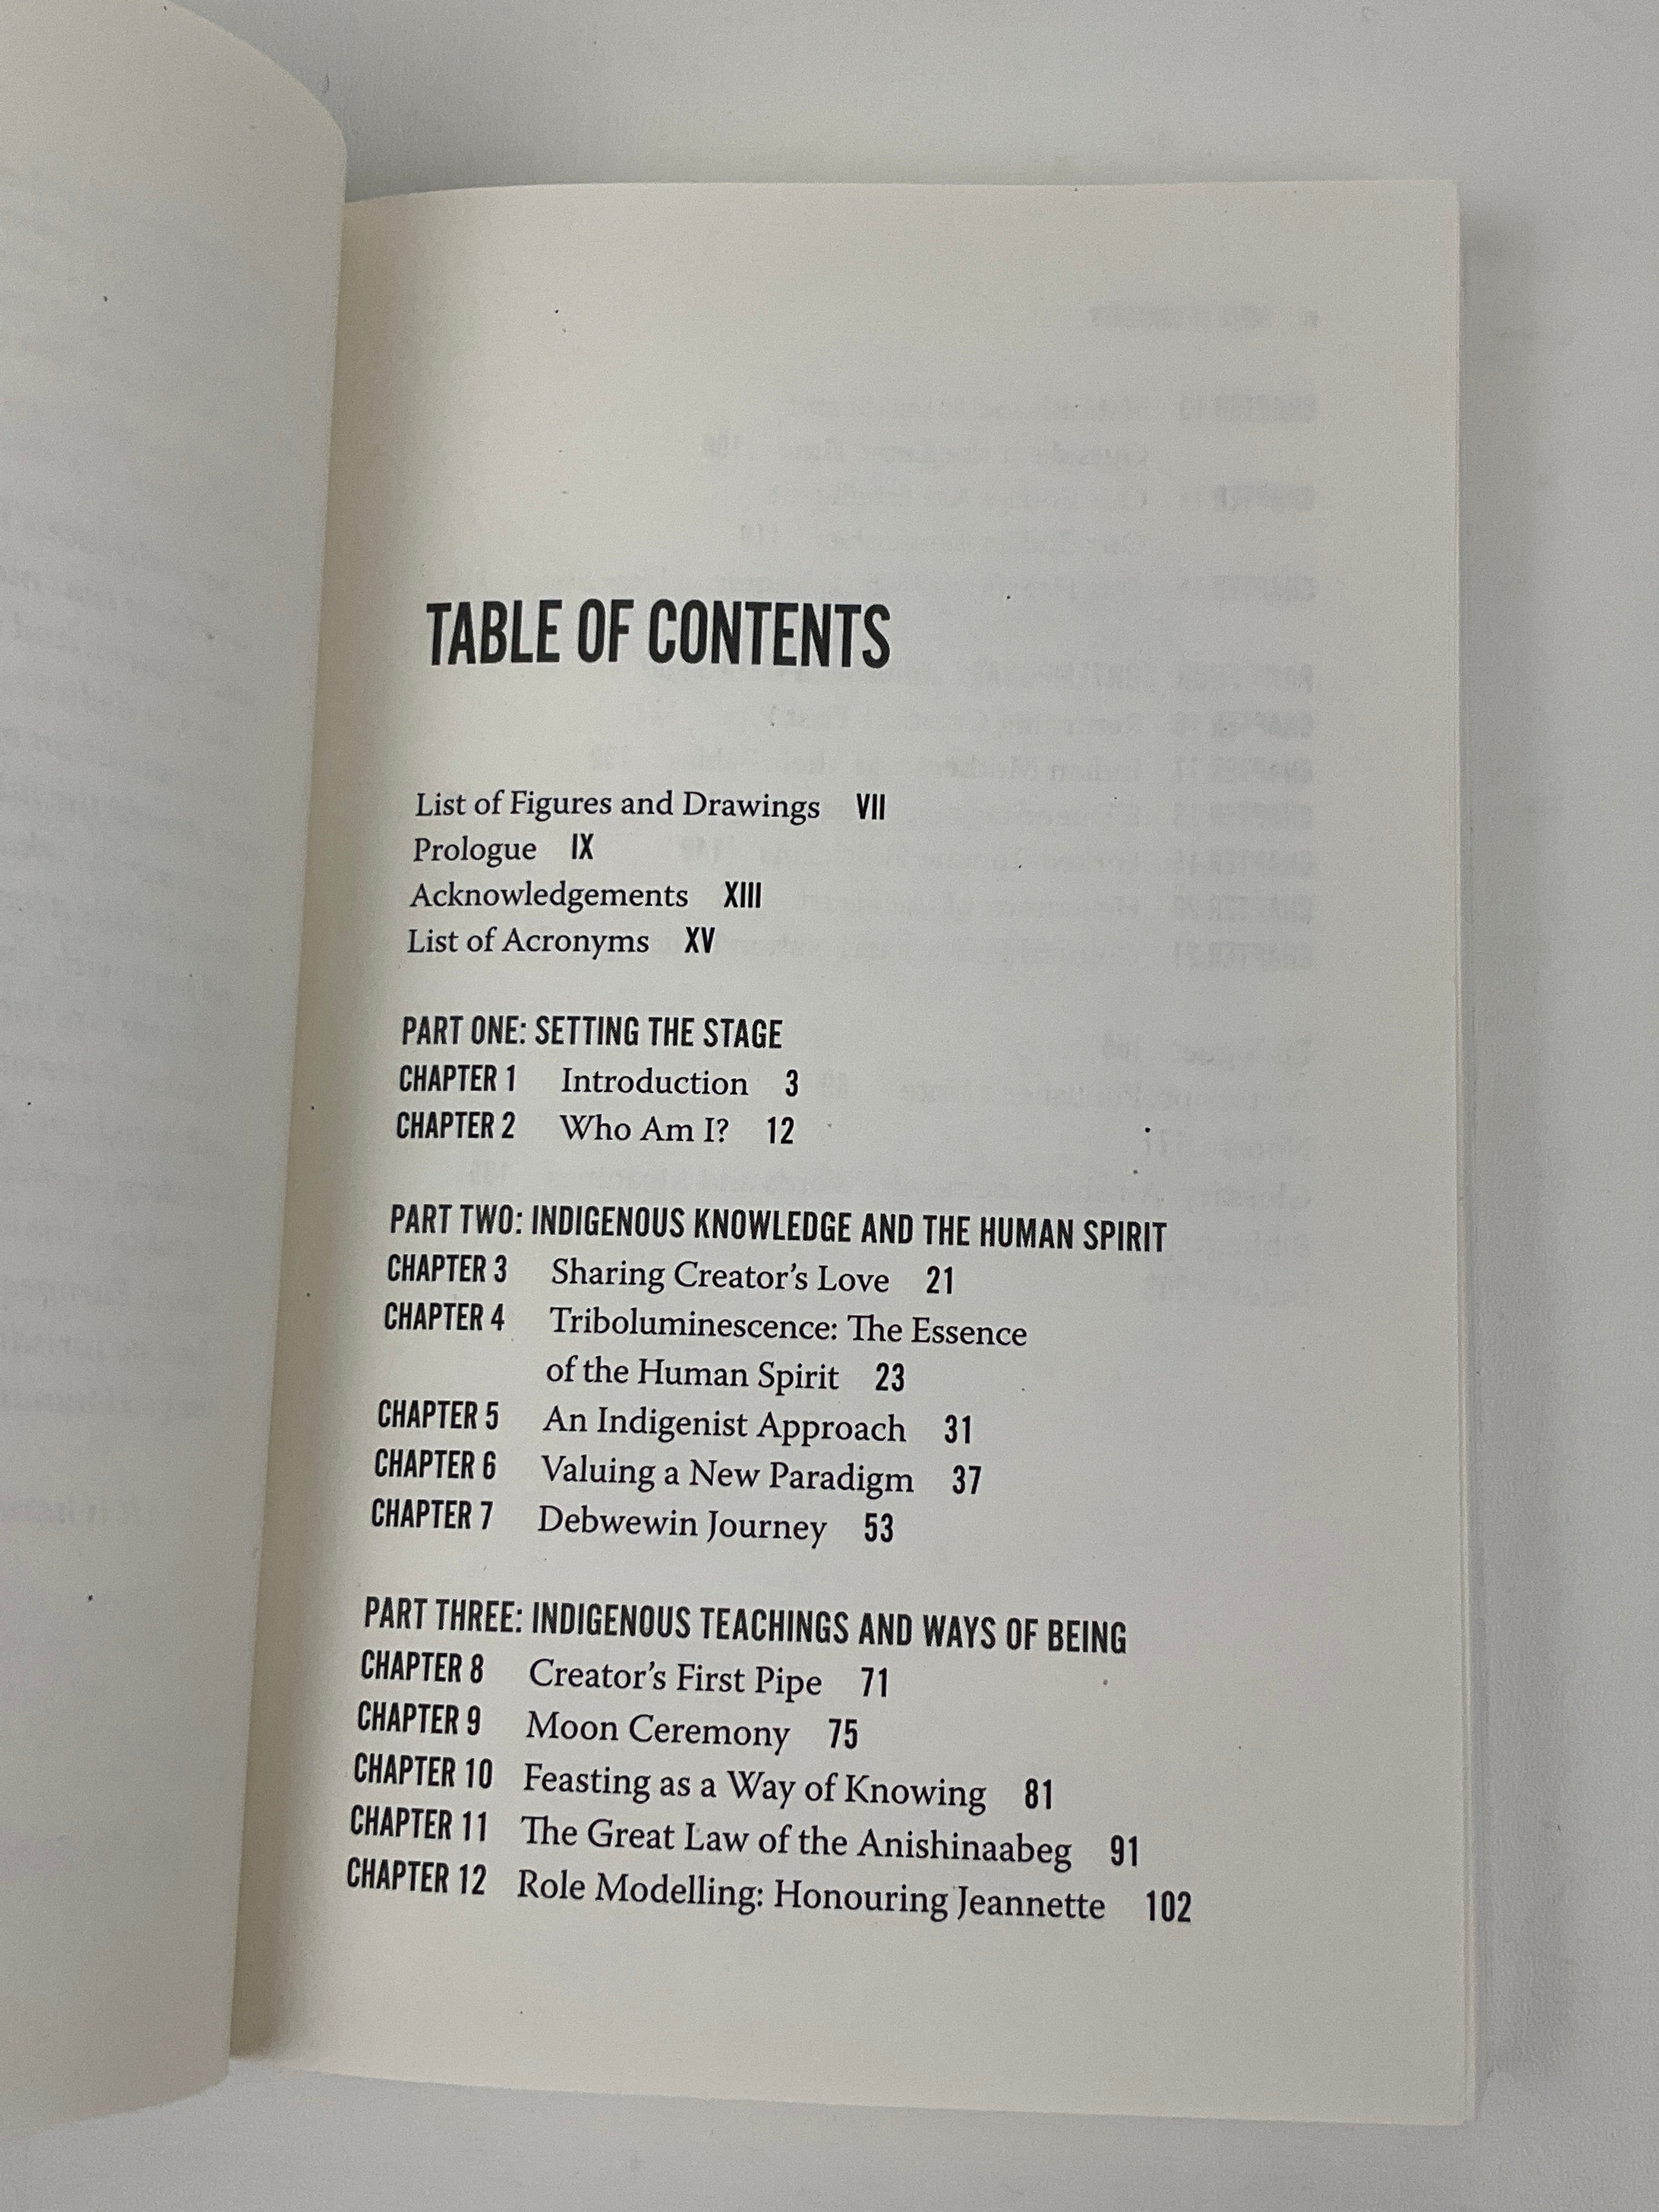 TABLE OF CONTENTS
List of Figures and Drawings VII
Prologue IX
Acknowledgements XIII
List of Acronyms XV
PART ONE: SETTING THE STAGE
CHAPTER 1 Introduction 3
CHAPTER 2 Who Am I? 12
PART TWO: INDIGENOUS KNOWLEDGE AND THE HUMAN SPIRIT
CHAPTER 3 Sharing Creator's Love 21
CHAPTER 4 Triboluminescence: The Essence
of the Human Spirit 23
CHAPTER 5 An Indigenist Approach 31
CHAPTER 6 Valuing a New Paradigm 37
CHAPTER 7 Debwewin Journey 53
PART THREE: INDIGENOUS TEACHINGS AND WAYS OF BEING
CHAPTER 8 Creator's First Pipe 71
CHAPTER 9 Moon Ceremony 75
CHAPTER 10 Feasting as a Way of Knowing 81
CHAPTER 11 The Great Law of the Anishinaabeg 91
CHAPTER 12 Role Modelling: Honouring Jeannette 102